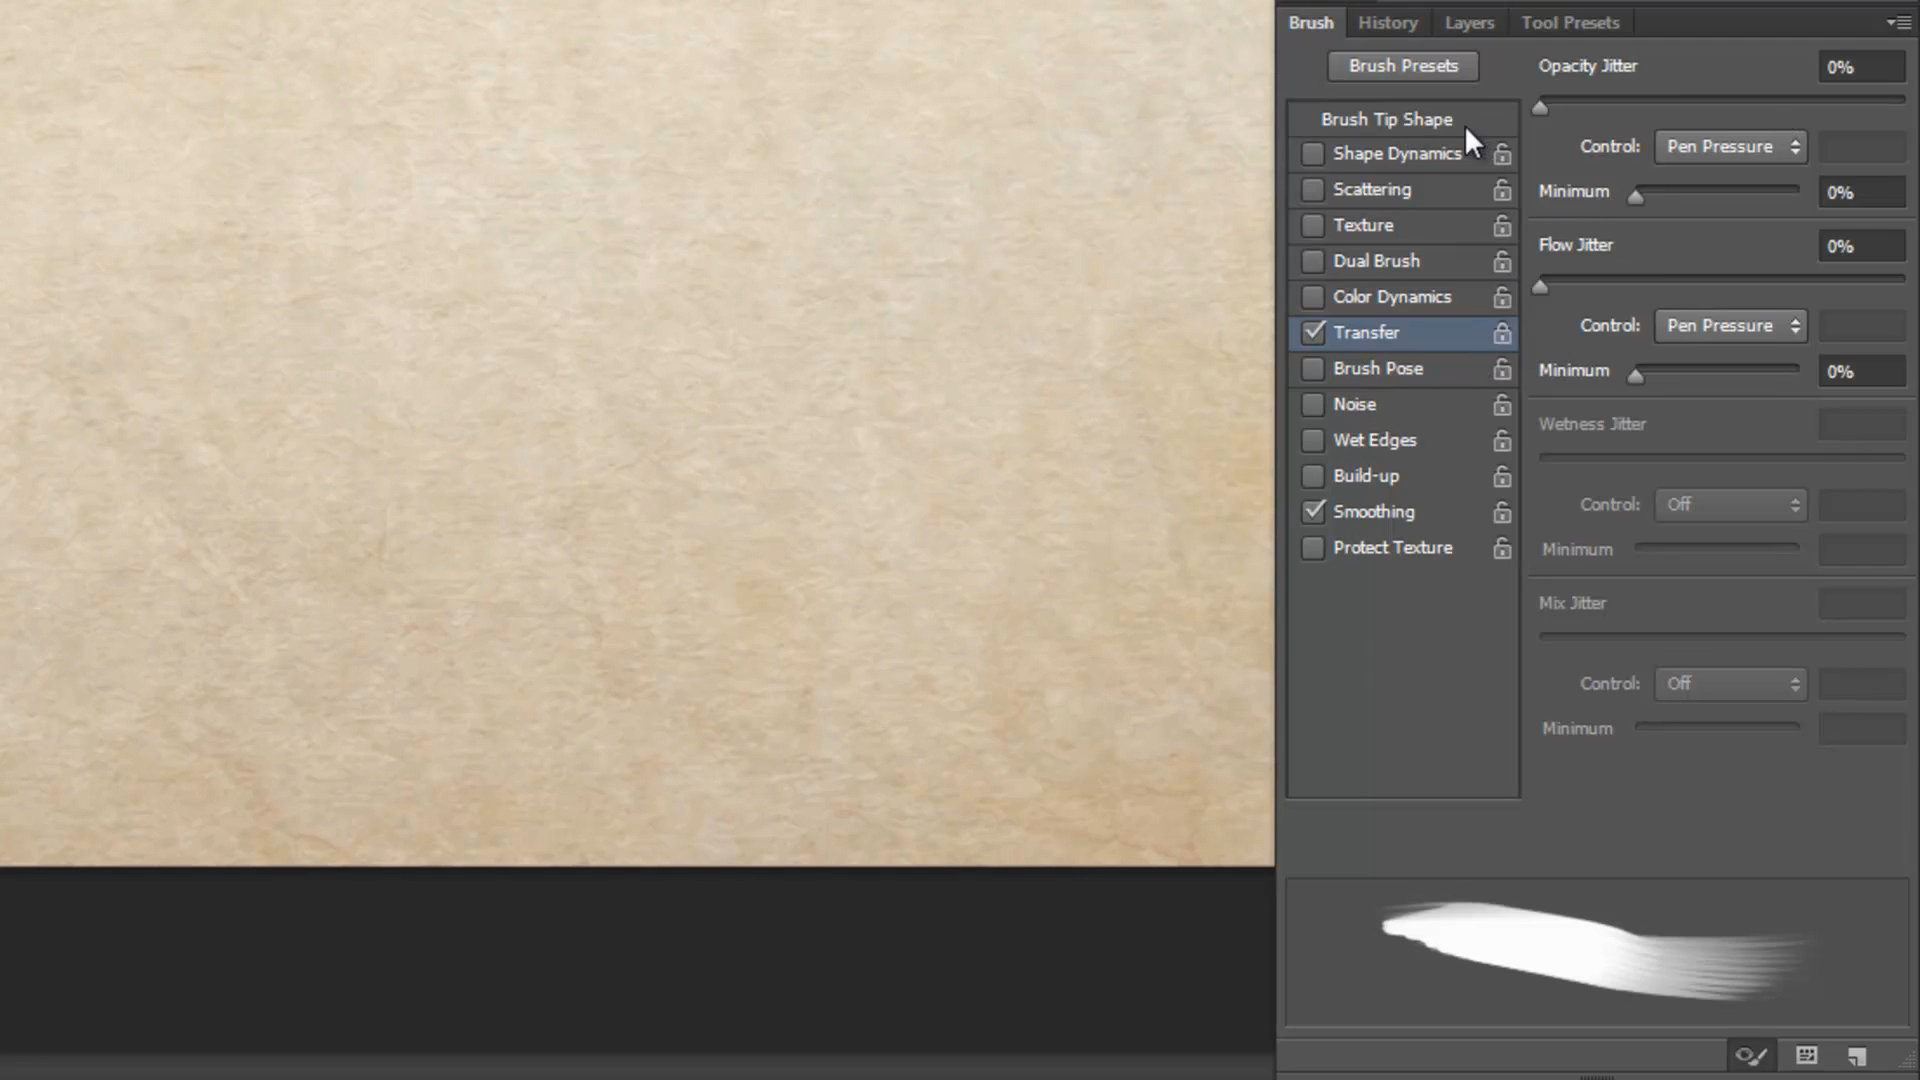 Brush History Layers Tool Presets
Brush Presets
Brush Tip Shape
Shape Dynamics
Scattering
Texture
Dual Brush
Color Dynamics
Transfer
Brush Pose
Noise
Wet Edges
Build-up
Smoothing
Protect Texture
Opacity Jitter 0%
Control: Pen Pressure
Minimum 0%
Flow Jitter 0%
Control: Pen Pressure
Minimum 0%
Wetness Jitter
Control: Off
Minimum
Mix Jitter
Control: Off
Minimum